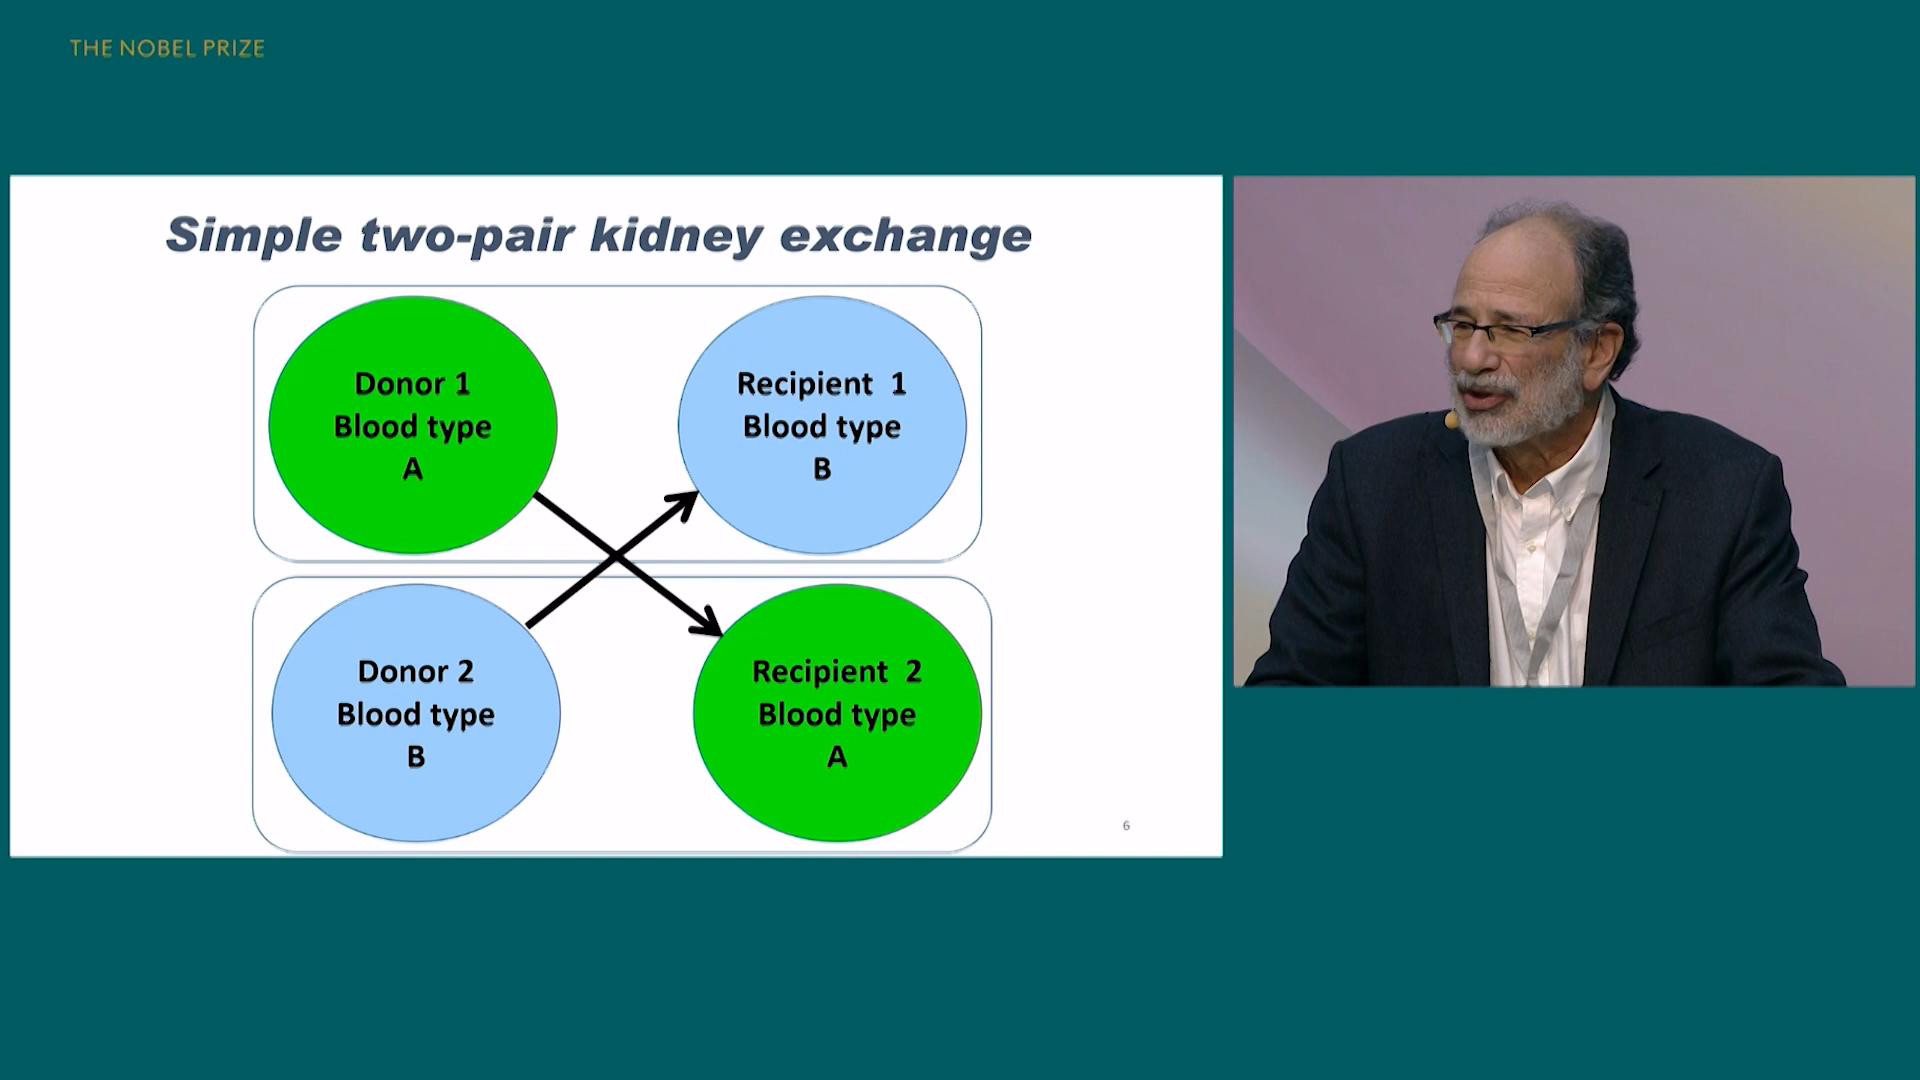 THE NOBEL PRIZE
Simple two-pair kidney exchange
Donor 1
Blood type
A
Recipient 1
Blood type
B
Donor 2
Blood type
B
Recipient 2
Blood type
A
6